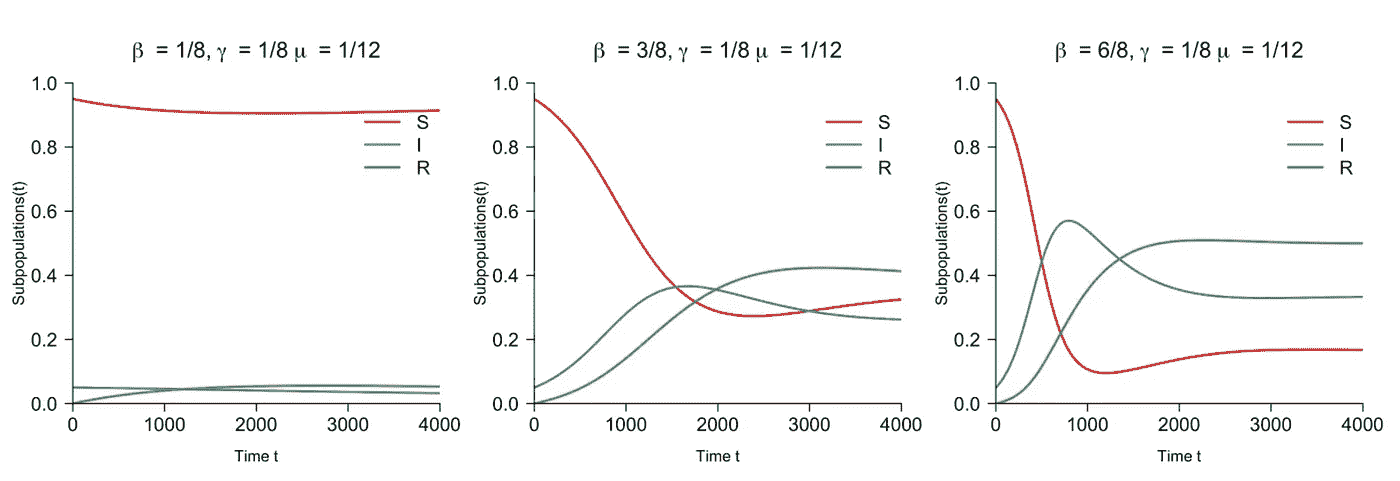 β = 1/8, γ = 1/8 μ = 1/12
1.0
0.8
0.6
0.4
0.2
0.0
Subpopulations(t)
S
I
R
0 1000 2000 3000 4000
Time t
β = 3/8, γ = 1/8 μ = 1/12
1.0
0.8
0.6
0.4
0.2
0.0
Subpopulations(t)
S
I
R
0 1000 2000 3000 4000
Time t
β = 6/8, γ = 1/8 μ = 1/12
1.0
0.8
0.6
0.4
0.2
0.0
Subpopulations(t)
S
I
R
0 1000 2000 3000 4000
Time t